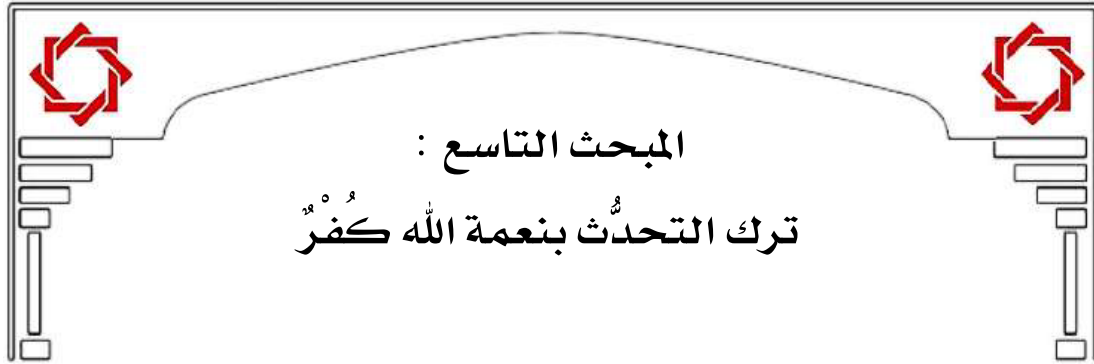 المبحث التاسع :
ترك التحدُّث بنعمة الله كُفْرٌ